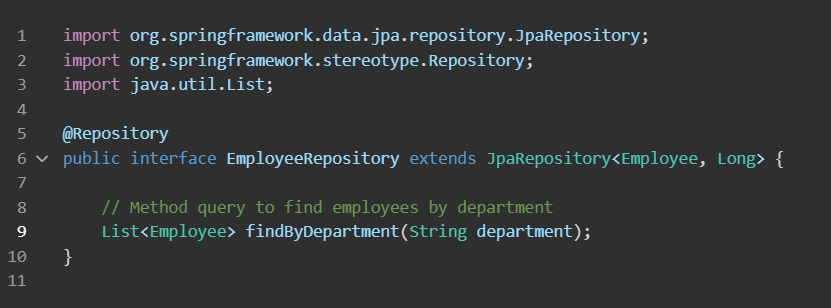 1 import org.springframework.data.jpa.repository.JpaRepository;
2 import org.springframework.stereotype.Repository;
3 import java.util.List;
4
5 @Repository
6 public interface EmployeeRepository extends JpaRepository<Employee, Long> {
7
8     // Method query to find employees by department
9     List<Employee> findByDepartment(String department);
10 }
11